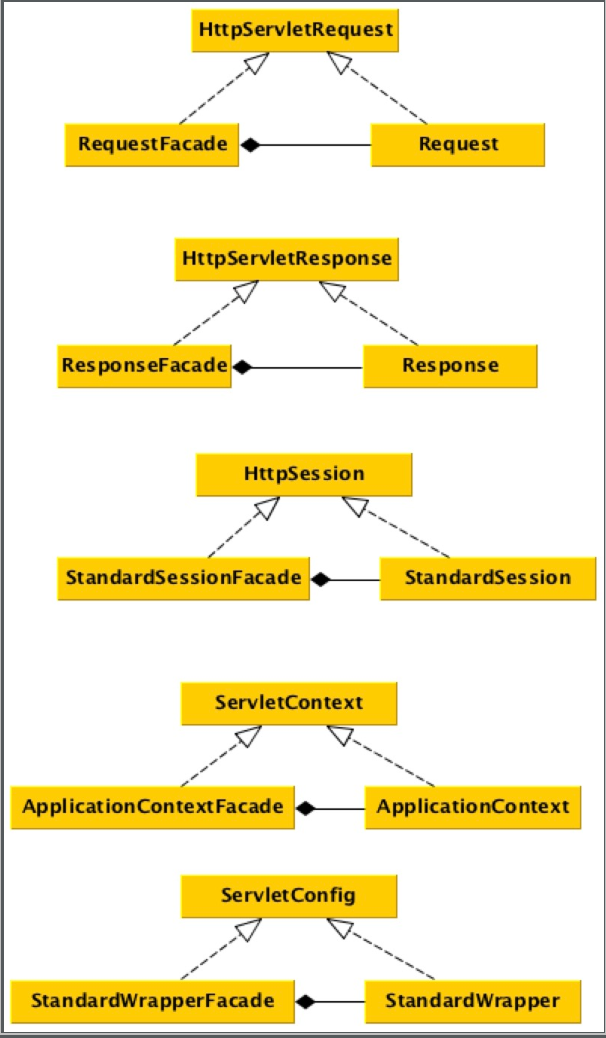 HttpServletRequest
RequestFacade Request
HttpServletResponse
ResponseFacade Response
HttpSession
StandardSessionFacade StandardSession
ServletContext
ApplicationContextFacade ApplicationContext
ServletConfig
StandardWrapperFacade StandardWrapper